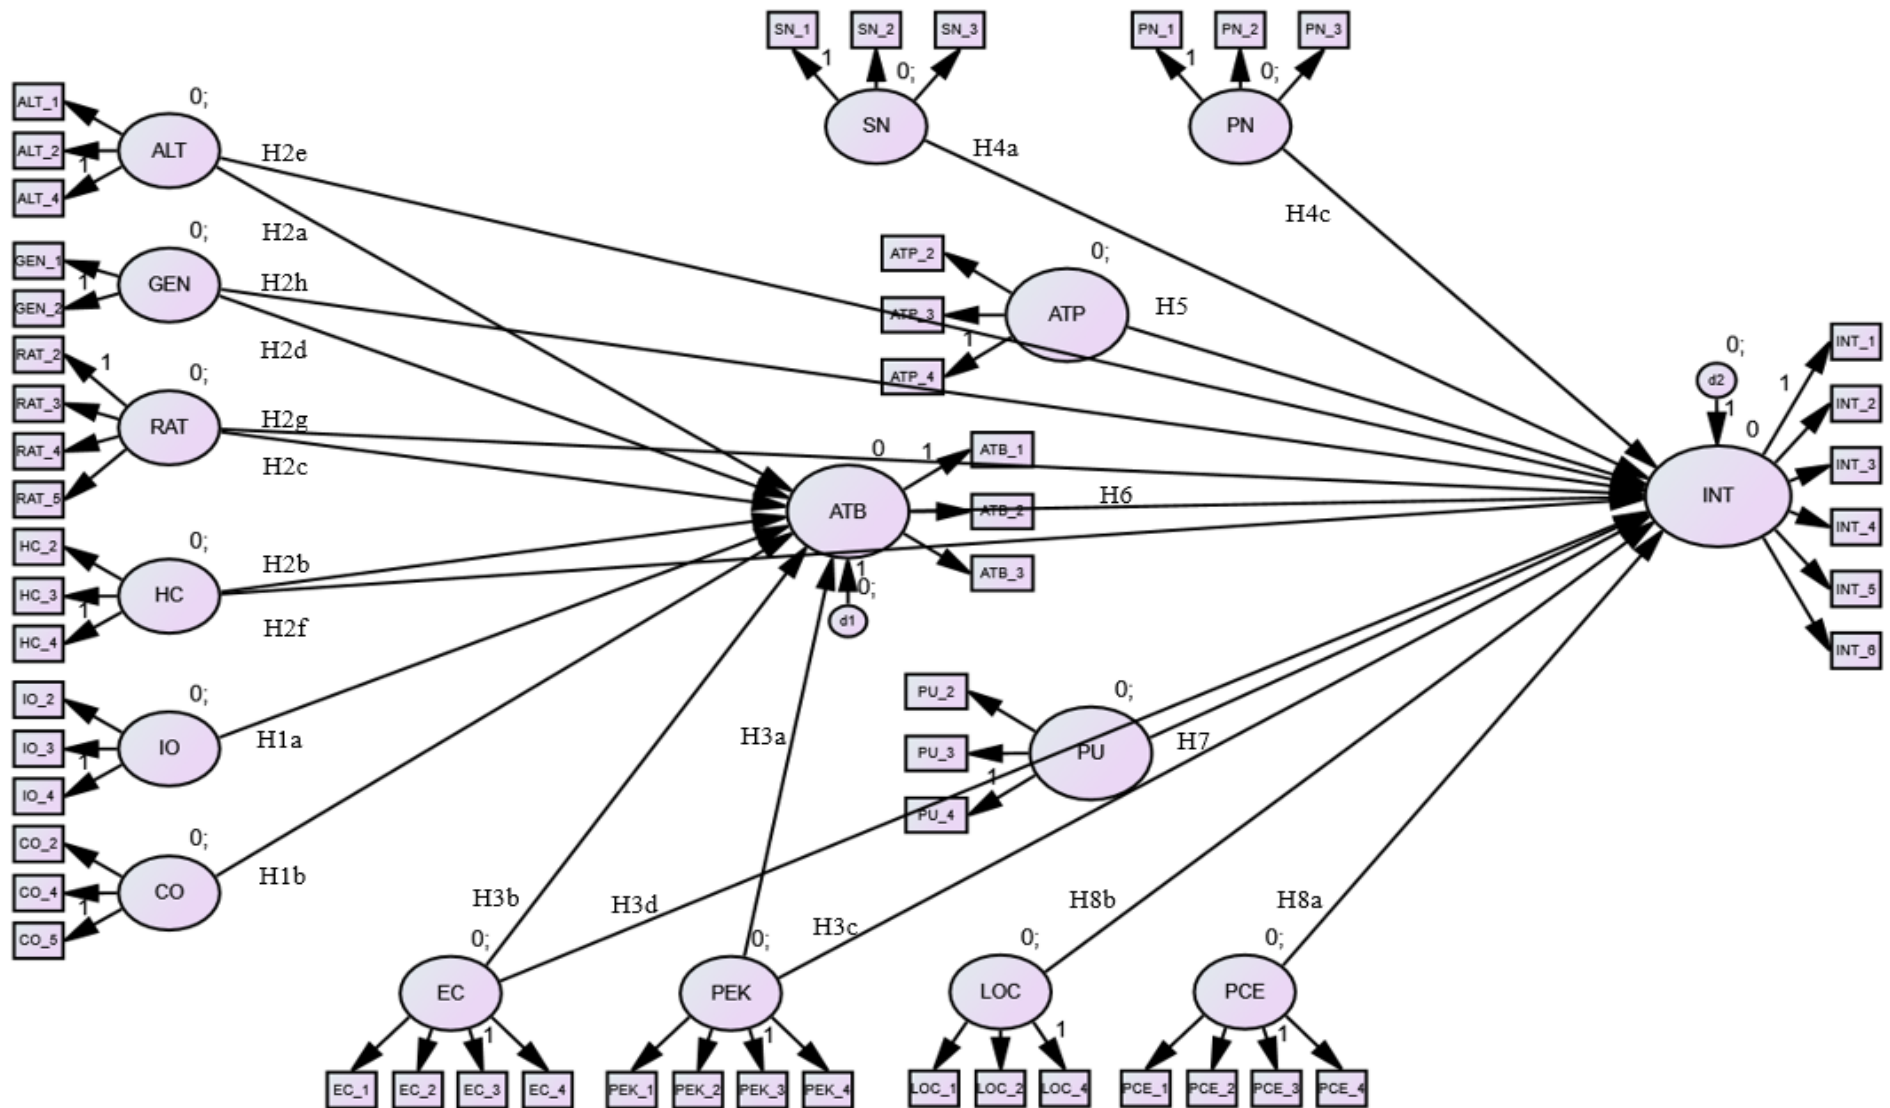 SN_1
SN_2
SN_3
PN_1
PN_2
PN_3
1
0;
1
0;
SN
PN
ALT_1
ALT_2
ALT_4
0;
1
ALT
H2e
H2a
H4a
H4c
GEN_1
GEN_2
0;
1
GEN
H2h
H2d
ATP_2
ATP_3
ATP_4
0;
1
ATP
H5
RAT_2
RAT_3
RAT_4
RAT_5
1
0;
RAT
H2g
H2c
0
1
ATB
ATB_1
ATB_2
ATB_3
H6
1
0;
d1
0;
d2
1
0
INT
1
INT_1
INT_2
INT_3
INT_4
INT_5
INT_6
HC_2
HC_3
HC_4
0;
1
HC
H2b
H2f
IO_2
IO_3
IO_4
0;
1
IO
H1a
H3a
PU_2
PU_3
PU_4
0;
1
PU
H7
CO_2
CO_4
CO_5
0;
1
CO
H1b
H3b
H3d
H3c
H8b
H8a
0;
0;
0;
0;
EC
PEK
LOC
PCE
1
1
1
1
EC_1
EC_2
EC_3
EC_4
PEK_1
PEK_2
PEK_3
PEK_4
LOC_1
LOC_2
LOC_4
PCE_1
PCE_2
PCE_3
PCE_4